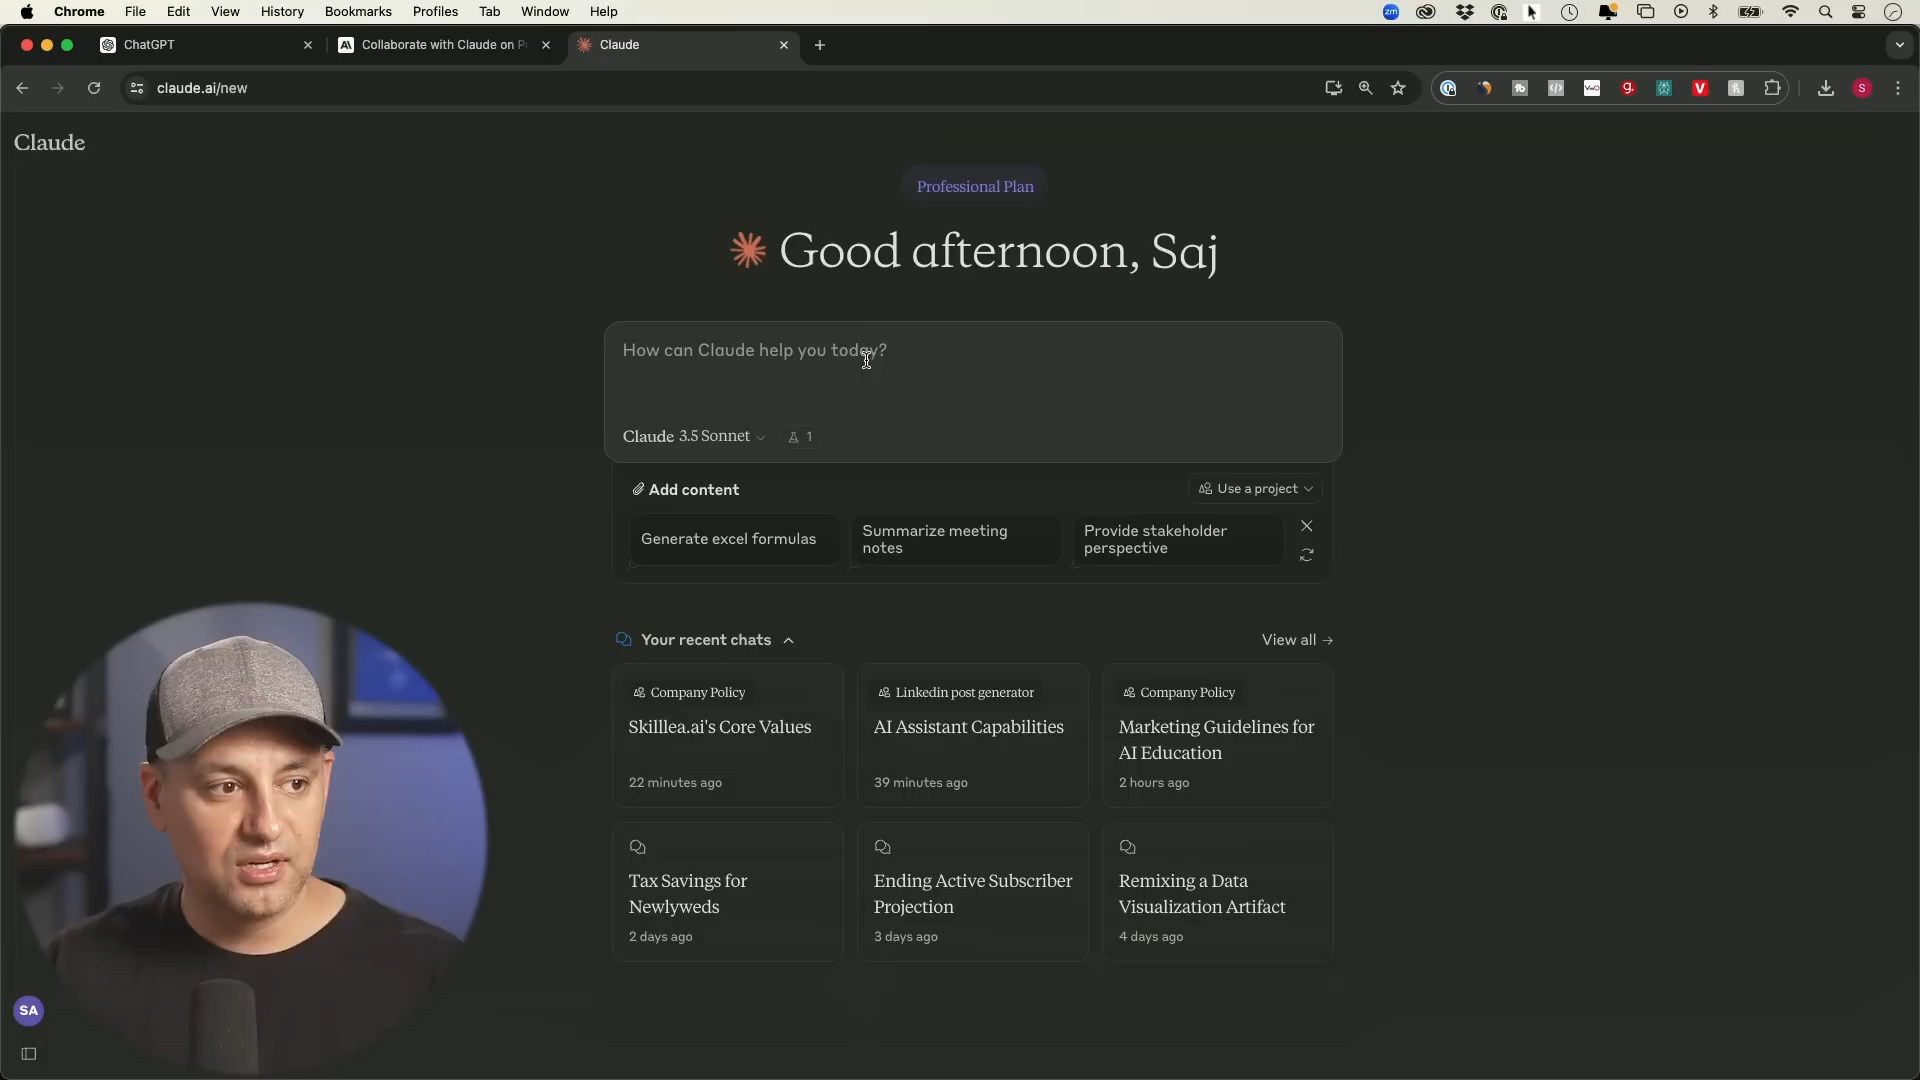 Chrome File Edit View History Bookmarks Profiles Tab Window Help
zm
ChatGPT
Collaborate with Claude on P
Claude
claude.ai/new
S
Claude
Professional Plan
Good afternoon, Saj
How can Claude help you today?
Claude 3.5 Sonnet 1
Add content
Use a project
Generate excel formulas
Summarize meeting
notes
Provide stakeholder
perspective
Your recent chats
View all →
Company Policy
Skilllea.ai's Core Values
22 minutes ago
Linkedin post generator
AI Assistant Capabilities
39 minutes ago
Company Policy
Marketing Guidelines for
AI Education
2 hours ago
Tax Savings for
Newlyweds
2 days ago
Ending Active Subscriber
Projection
3 days ago
Remixing a Data
Visualization Artifact
4 days ago
SA